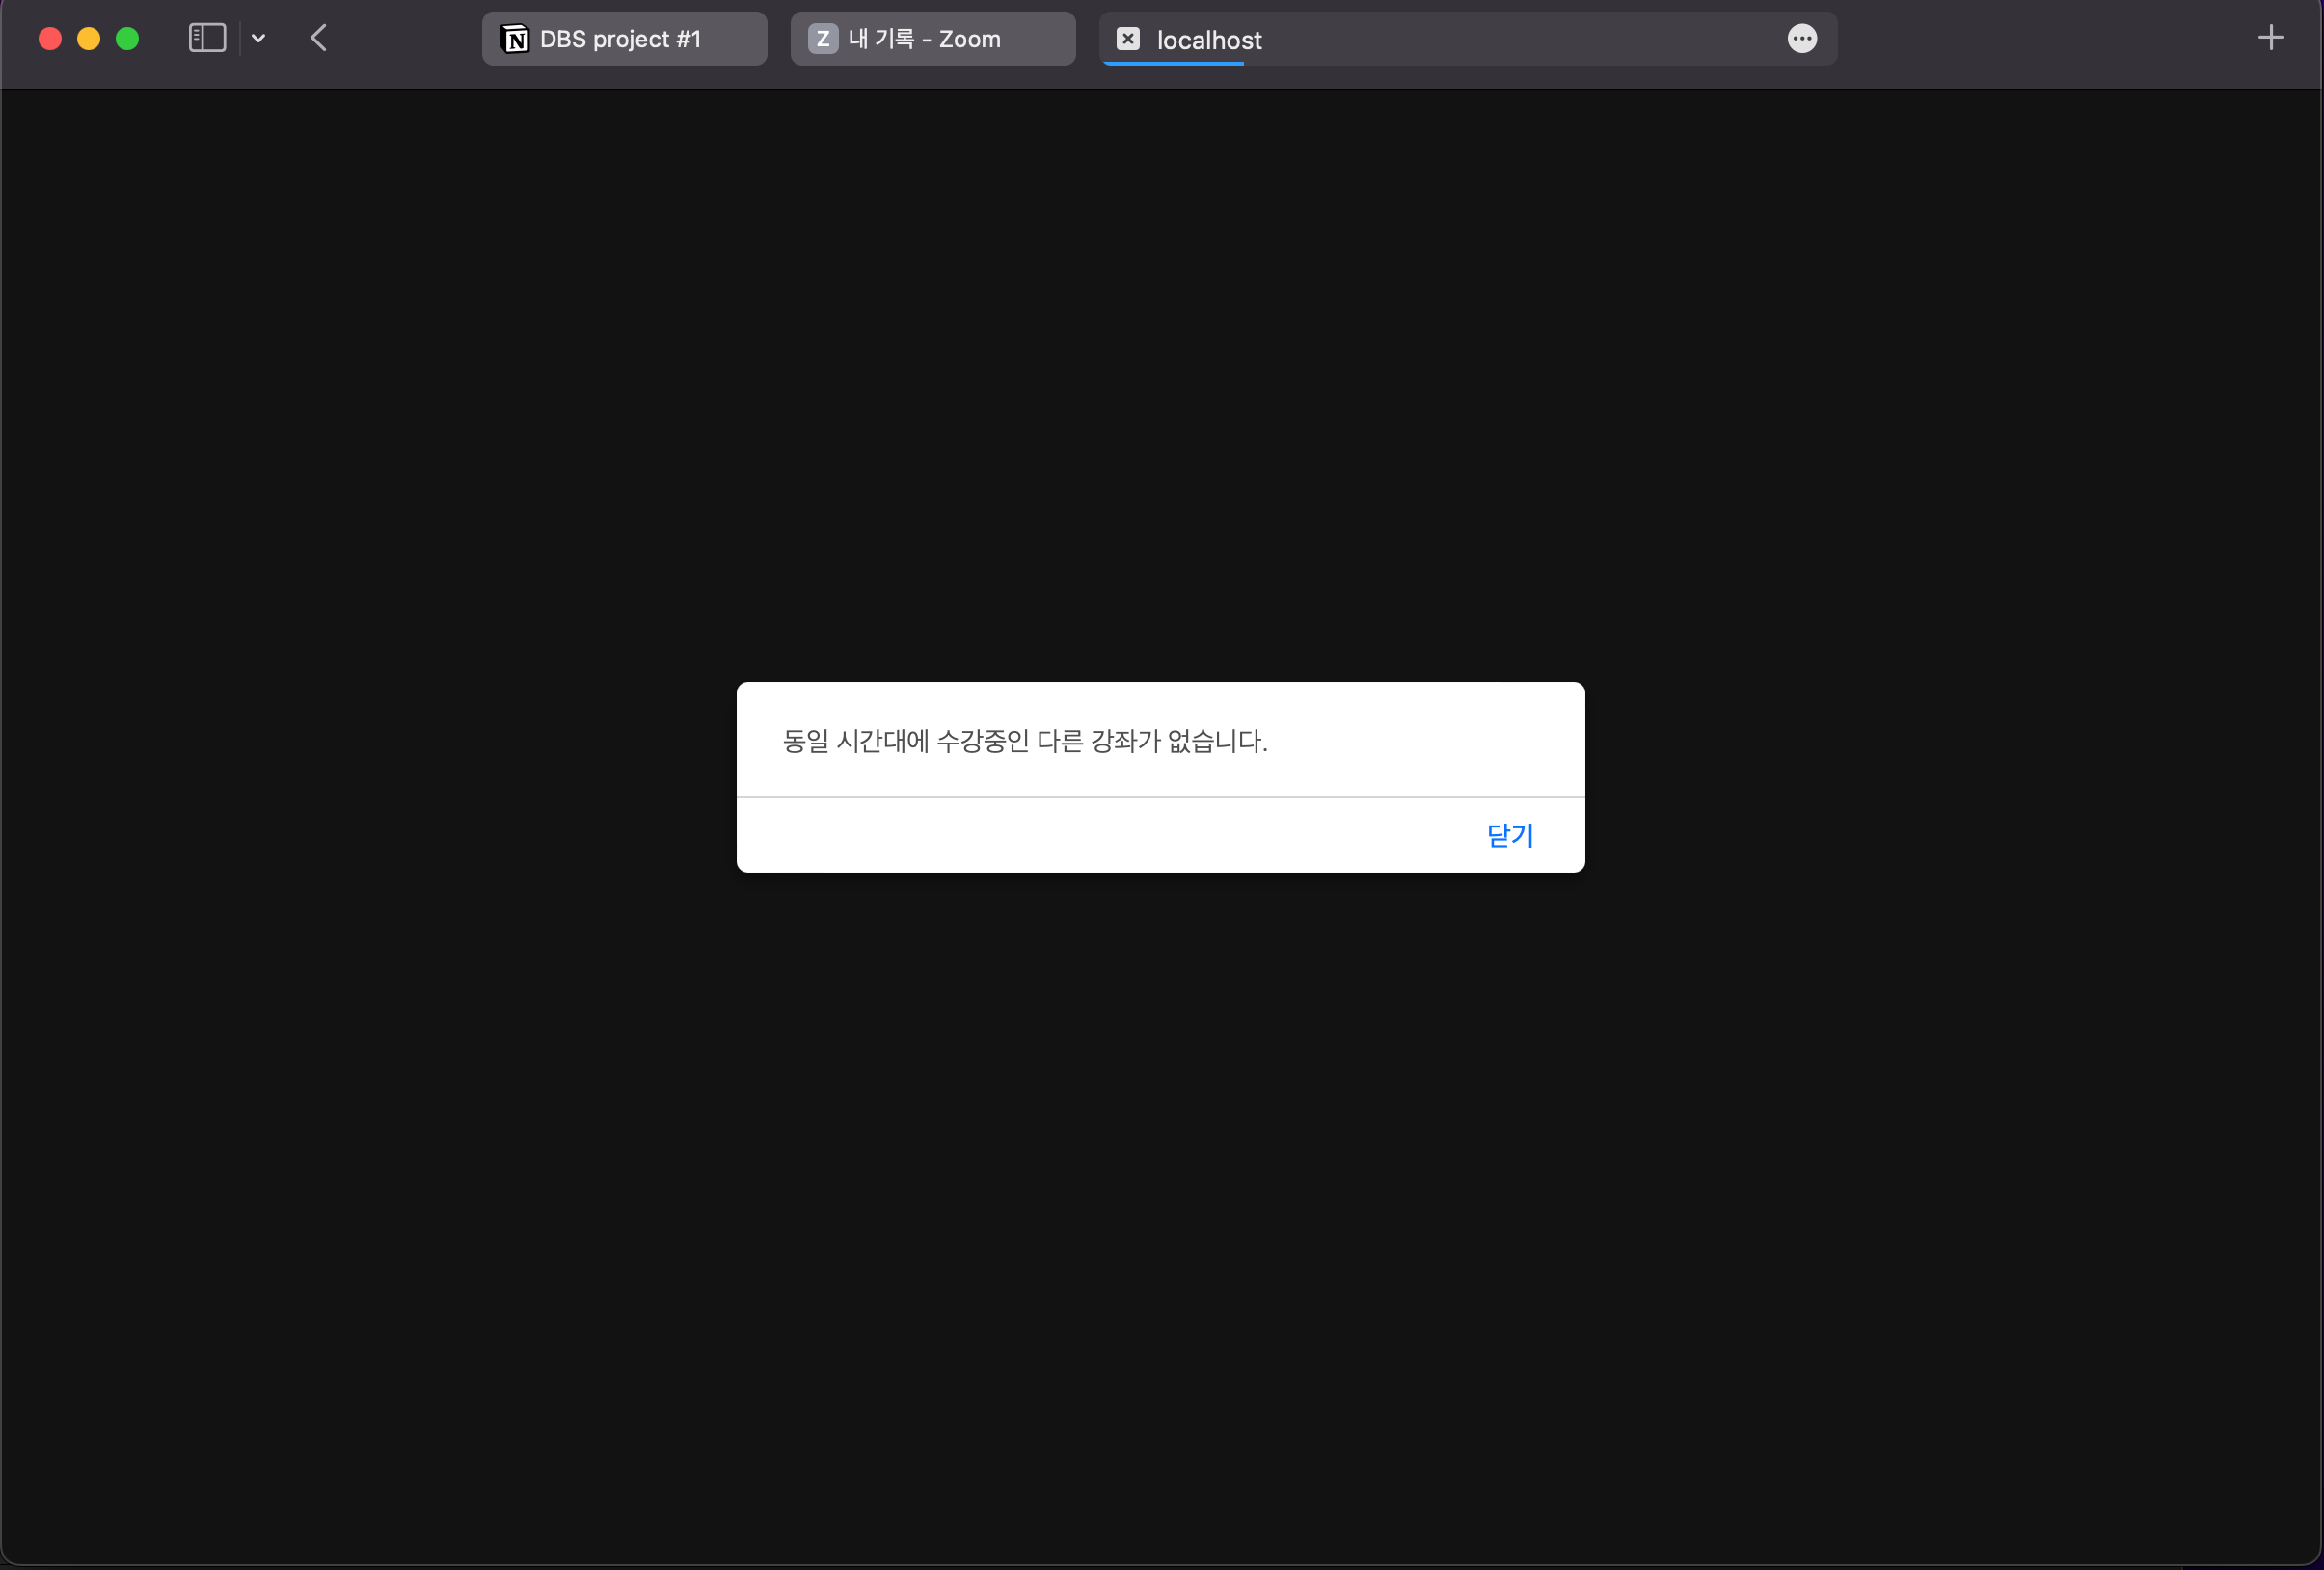 DBS project #1
Z 내 기록 - Zoom
localhost
동일 시간대에 수강중인 다른 강좌가 없습니다.
닫기